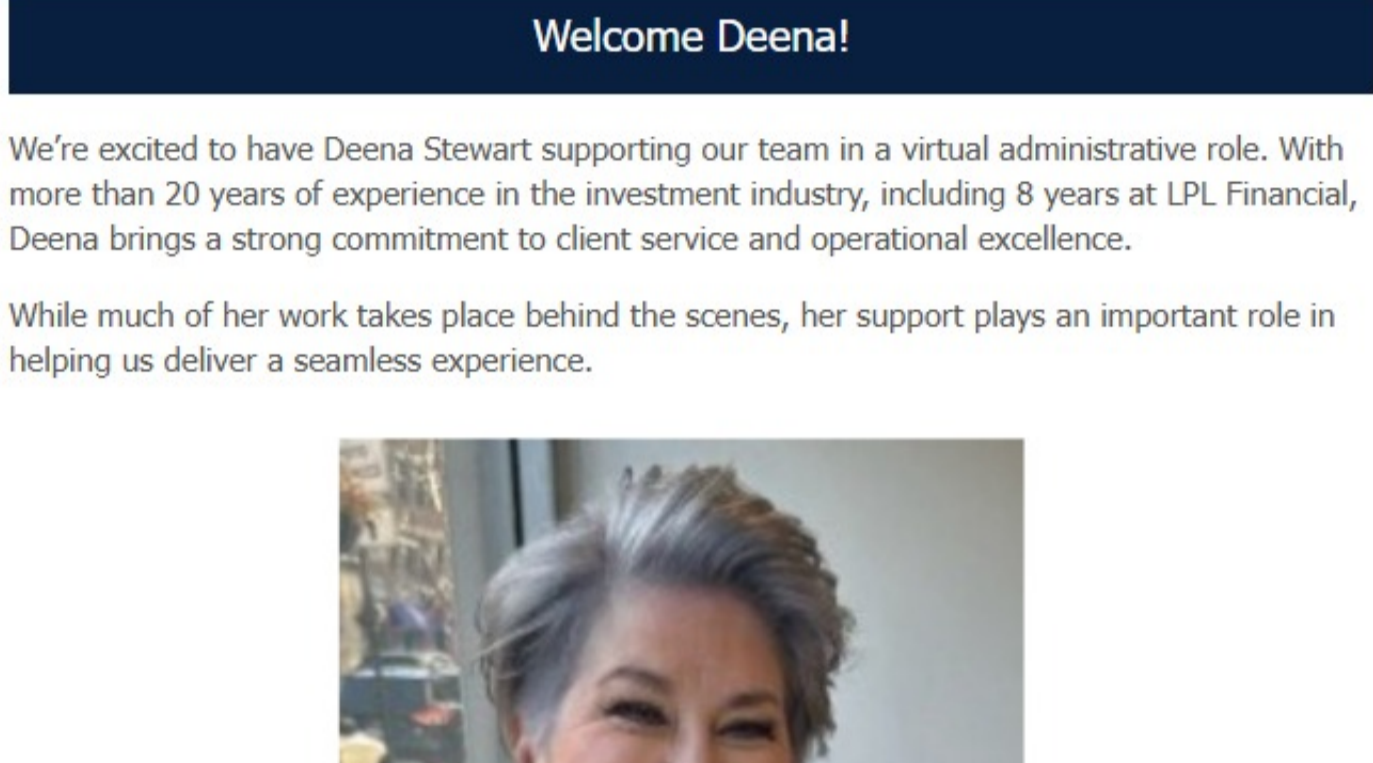 Welcome Deena!
We’re excited to have Deena Stewart supporting our team in a virtual administrative role. With
more than 20 years of experience in the investment industry, including 8 years at LPL Financial,
Deena brings a strong commitment to client service and operational excellence.
While much of her work takes place behind the scenes, her support plays an important role in
helping us deliver a seamless experience.